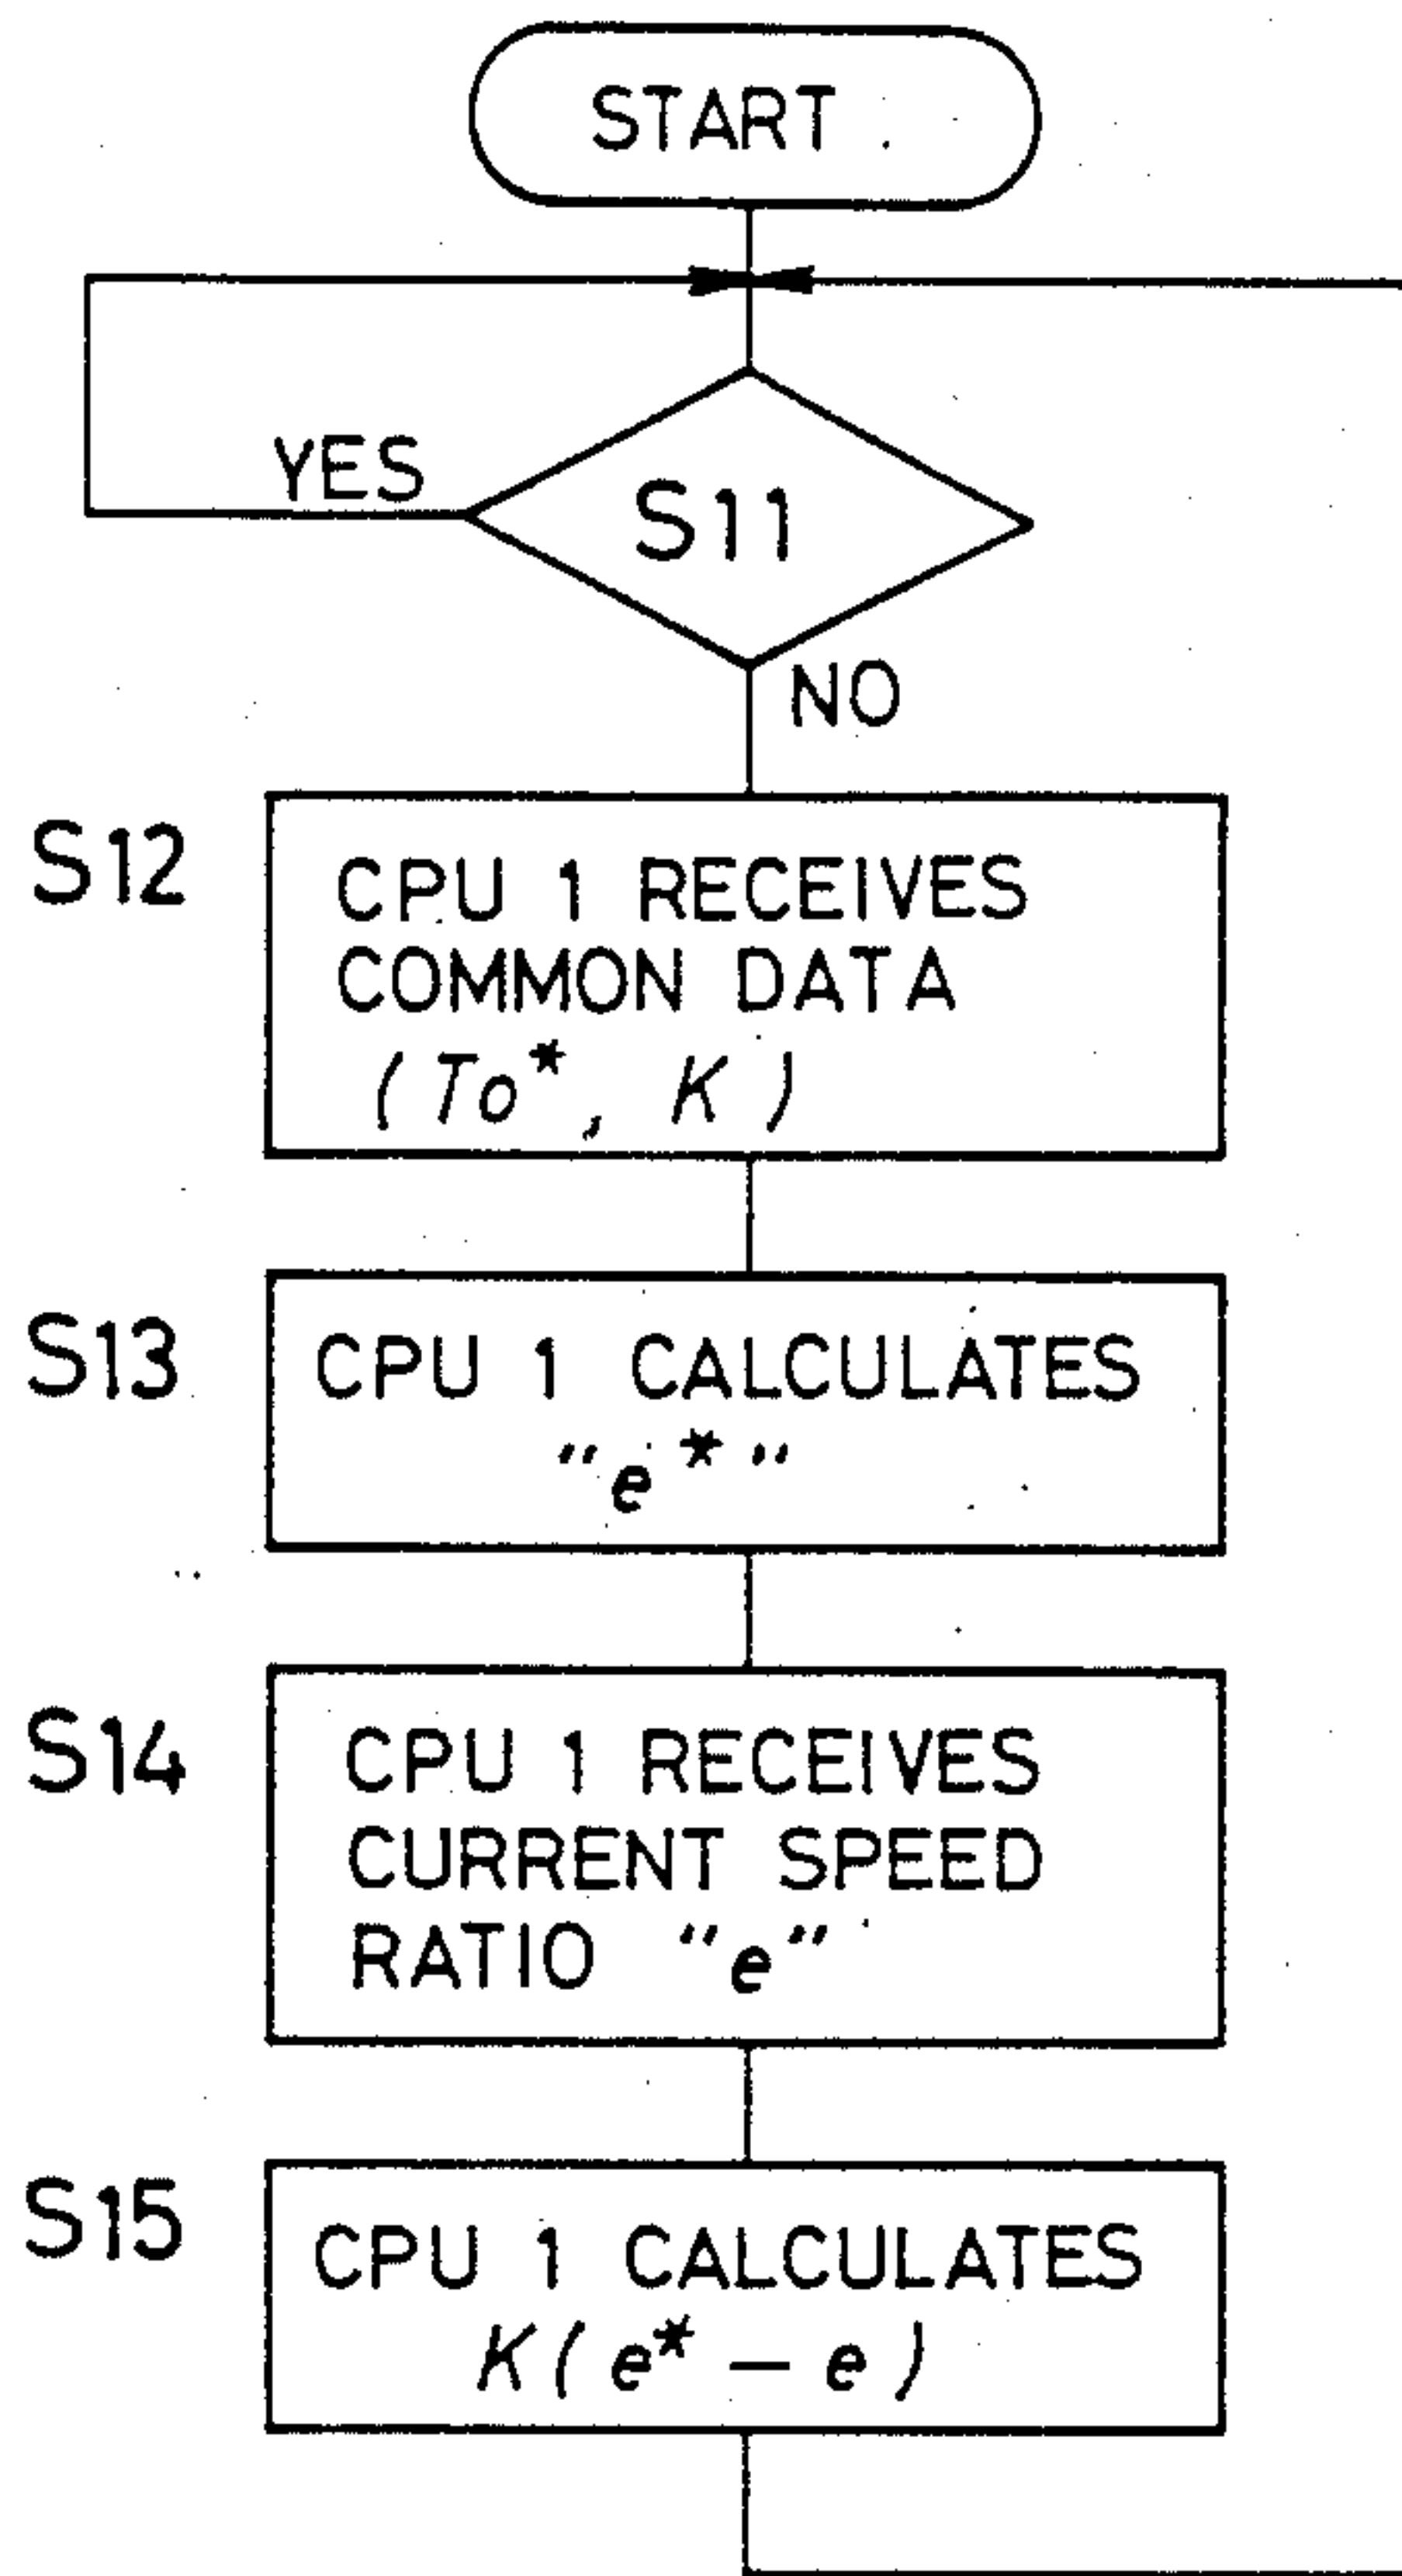 START
YES
S11
NO
S12
CPU 1 RECEIVES
COMMON DATA
(To*, K)
S13
CPU 1 CALCULATES
"e*"
S14
CPU 1 RECEIVES
CURRENT SPEED
RATIO "e"
S15
CPU 1 CALCULATES
K(e* - e)